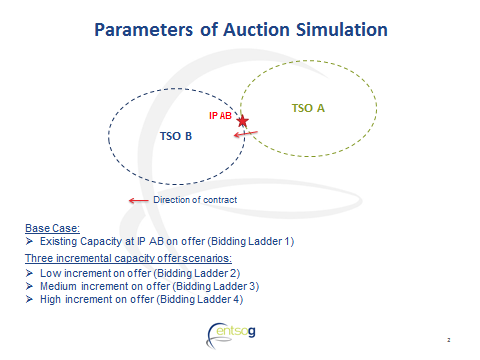 Parameters of Auction Simulation
IP AB
TSO A
TSO B
Direction of contract
Base Case:
➢ Existing Capacity at IP AB on offer (Bidding Ladder 1)
Three incremental capacity offer scenarios:
➢ Low increment on offer (Bidding Ladder 2)
➢ Medium increment on offer (Bidding Ladder 3)
➢ High increment on offer (Bidding Ladder 4)
entsog
2